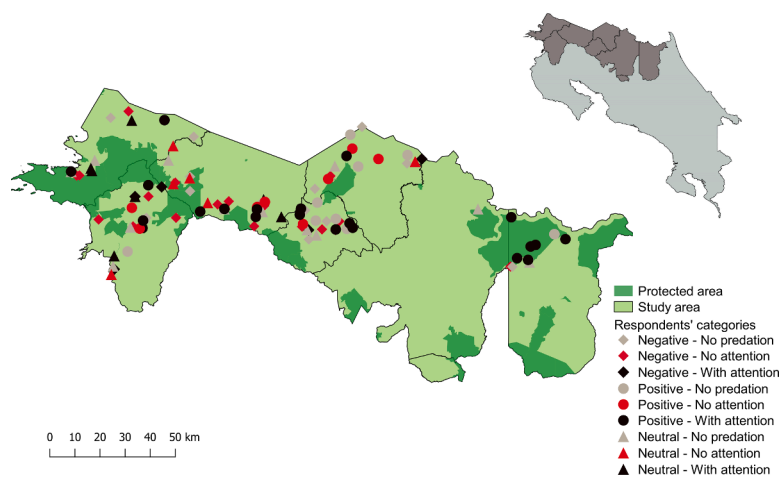 Protected area
Study area
Respondents' categories
Negative - No predation
Negative - No attention
Negative - With attention
Positive - No predation
Positive - No attention
Positive - With attention
Neutral - No predation
Neutral - No attention
Neutral - With attention
0 10 20 30 40 50 km